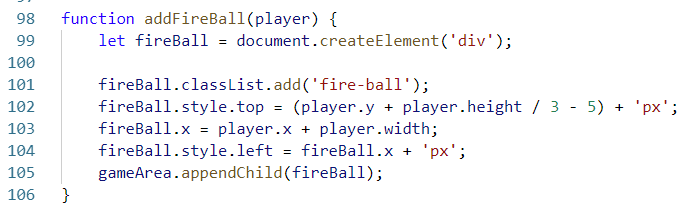 98 function addFireBall(player) {
99     let fireBall = document.createElement('div');
100
101     fireBall.classList.add('fire-ball');
102     fireBall.style.top = (player.y + player.height / 3 - 5) + 'px';
103     fireBall.x = player.x + player.width;
104     fireBall.style.left = fireBall.x + 'px';
105     gameArea.appendChild(fireBall);
106 }